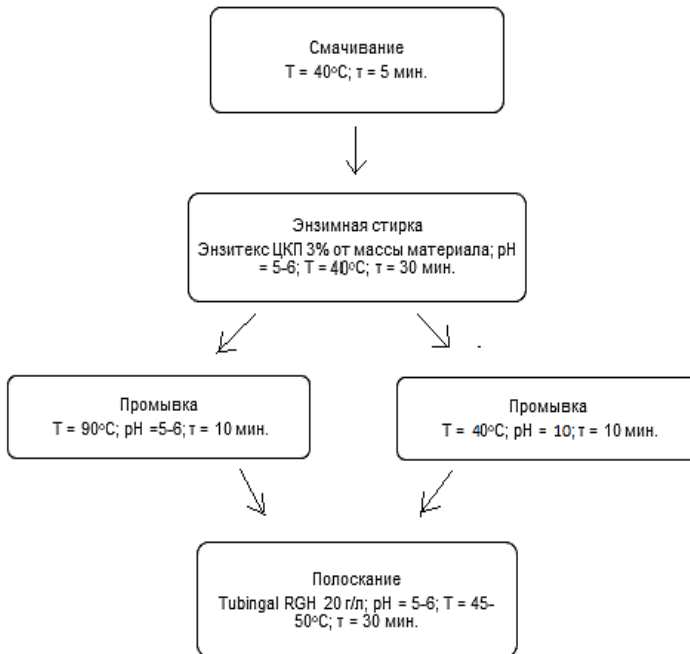 Смачивание
T = 40°C; τ = 5 мин.
Энзимная стирка
Энзитекс ЦКП 3% от массы материала; pH
= 5-6; T = 40°C; τ = 30 мин.
Промывка
T = 90°C; pH =5-6; τ = 10 мин.
Промывка
T = 40°C; pH = 10; τ = 10 мин.
Полоскание
Tubingal RGH 20 г/л; pH = 5-6; T = 45-
50°C; τ = 30 мин.